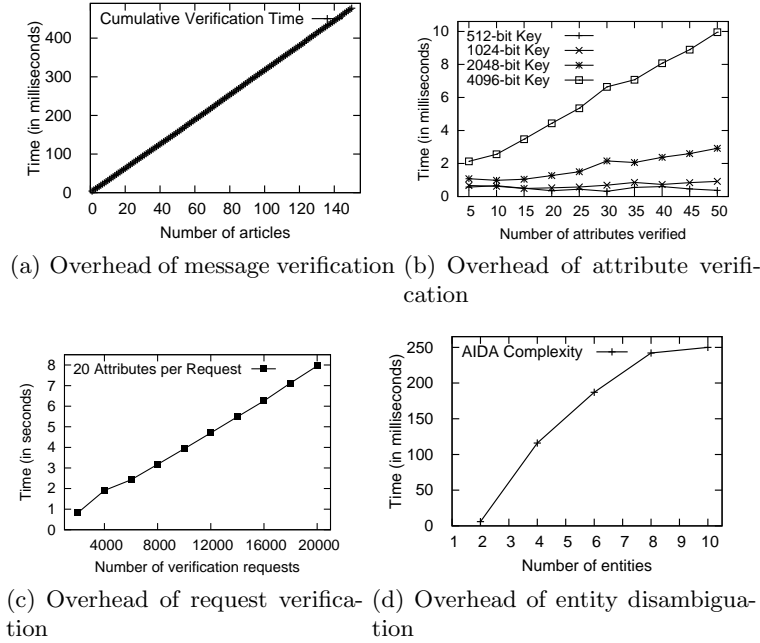 Cumulative Verification Time
400
300
200
100
0
0 20 40 60 80 100 120 140
Time (in milliseconds)
Number of articles
(a) Overhead of message verification
512-bit Key
1024-bit Key
2048-bit Key
4096-bit Key
10
8
6
4
2
0
5 10 15 20 25 30 35 40 45 50
Time (in milliseconds)
Number of attributes verified
(b) Overhead of attribute verifi-
cation
20 Attributes per Request
8
7
6
5
4
3
2
1
0
4000 8000 12000 16000 20000
Time (in seconds)
Number of verification requests
(c) Overhead of request verifica-
tion
AIDA Complexity
250
200
150
100
50
0
1 2 3 4 5 6 7 8 9 10
Time (in milliseconds)
Number of entities
(d) Overhead of entity disambigua-
tion